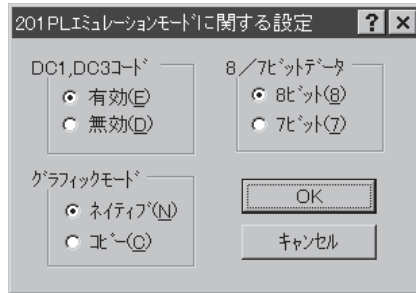 201PLｴﾐｭﾚｰｼｮﾝﾓｰﾄﾞに関する設定
DC1,DC3ｺｰﾄﾞ
有効(E)
無効(D)
8／7ﾋﾞｯﾄﾃﾞｰﾀ
8ﾋﾞｯﾄ(8)
7ﾋﾞｯﾄ(7)
ｸﾞﾗﾌｨｯｸﾓｰﾄﾞ
ﾈｲﾃｨﾌﾞ(N)
ｺﾋﾟｰ(C)
OK
ｷｬﾝｾﾙ